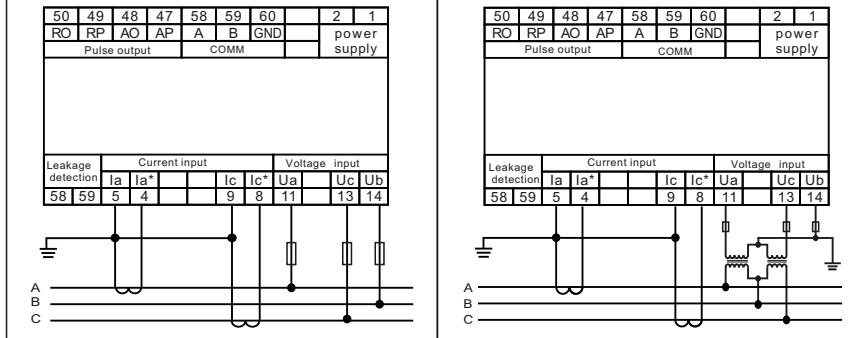 50 49 48 47 58 59 60 2 1
RO RP AO AP A B GND power
Pulse output COMM supply
Leakage Current input Voltage input
detection Ia Ia* Ic Ic* Ua Uc Ub
58 59 5 4 9 8 11 13 14
A
B
C
50 49 48 47 58 59 60 2 1
RO RP AO AP A B GND power
Pulse output COMM supply
Leakage Current input Voltage input
detection Ia Ia* Ic Ic* Ua Uc Ub
58 59 5 4 9 8 11 13 14
A
B
C